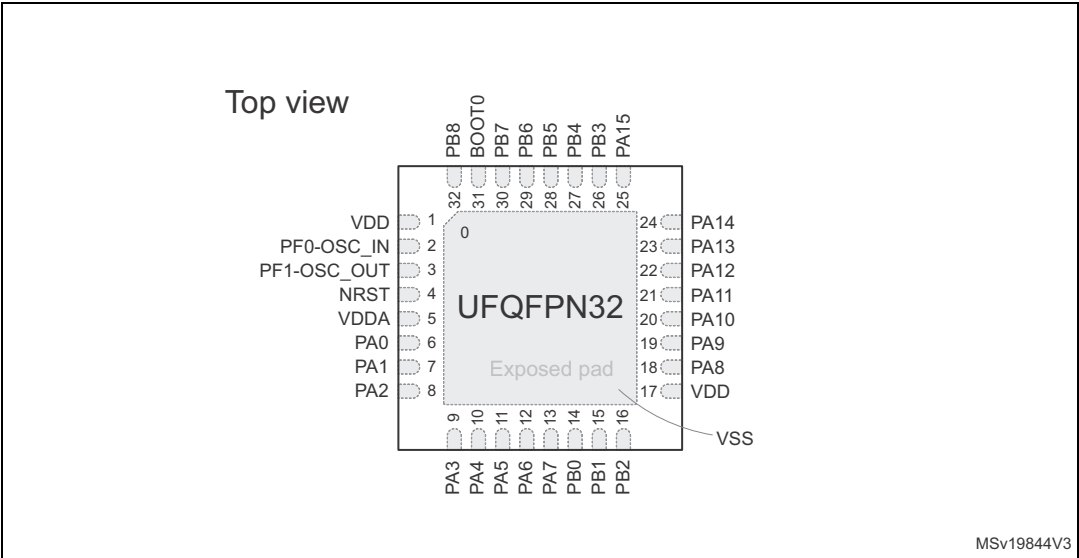 Top view
PB8 BOOT0 PB7 PB6 PB5 PB4 PB3 PA15
32 31 30 29 28 27 26 25
VDD 1 24 PA14
0
PF0-OSC_IN 2 23 PA13
PF1-OSC_OUT 3 22 PA12
NRST 4 21 PA11
UFQFPN32
VDDA 5 20 PA10
PA0 6 19 PA9
PA1 7 Exposed pad 18 PA8
PA2 8 17 VDD
9 10 11 12 13 14 15 16
VSS
PA3 PA4 PA5 PA6 PA7 PB0 PB1 PB2
MSv19844V3